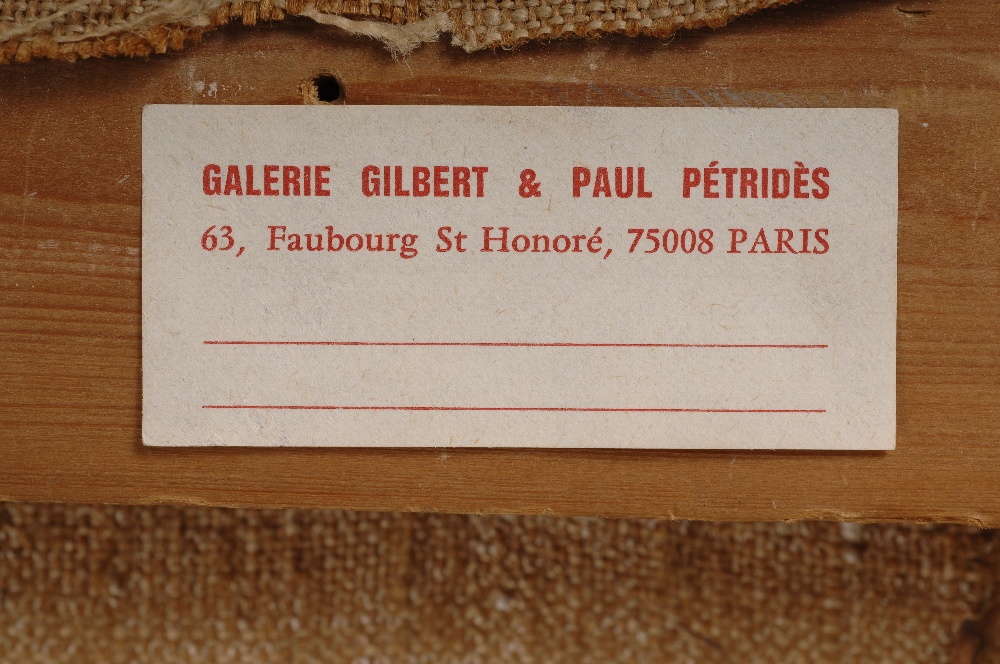 GALERIE GILBERT & PAUL PÉTRIDÈS
63, Faubourg St Honoré, 75008 PARIS